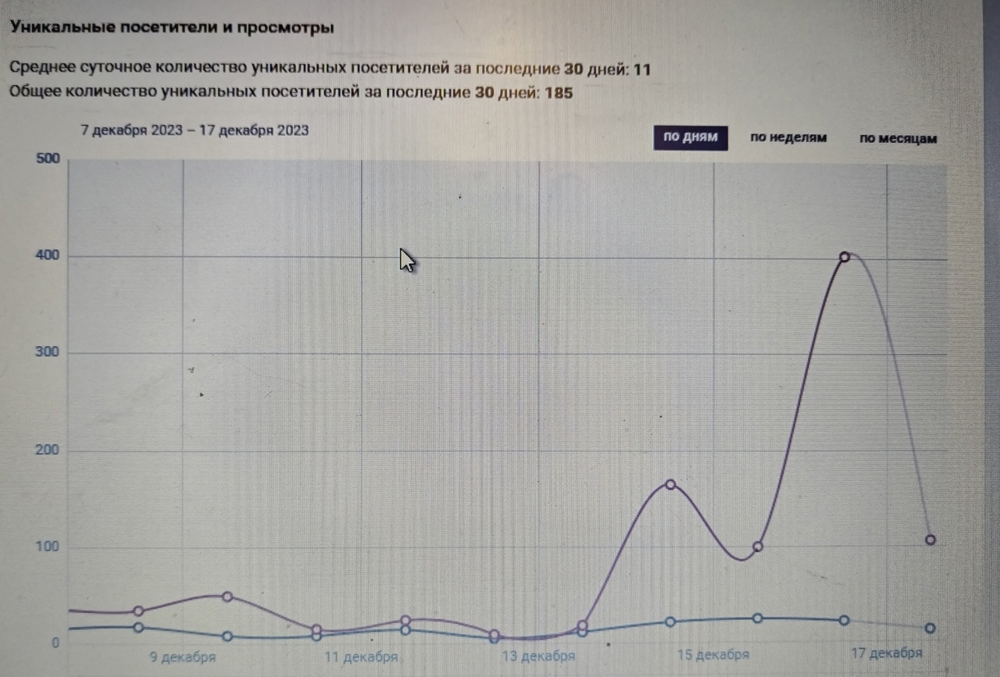 Уникальные посетители и просмотры
Среднее суточное количество уникальных посетителей за последние 30 дней: 11
Общее количество уникальных посетителей за последние 30 дней: 185
7 декабря 2023 – 17 декабря 2023
по дням по неделям по месяцам
500
400
300
200
100
0
9 декабря 11 декабря 13 декабря 15 декабря 17 декабря